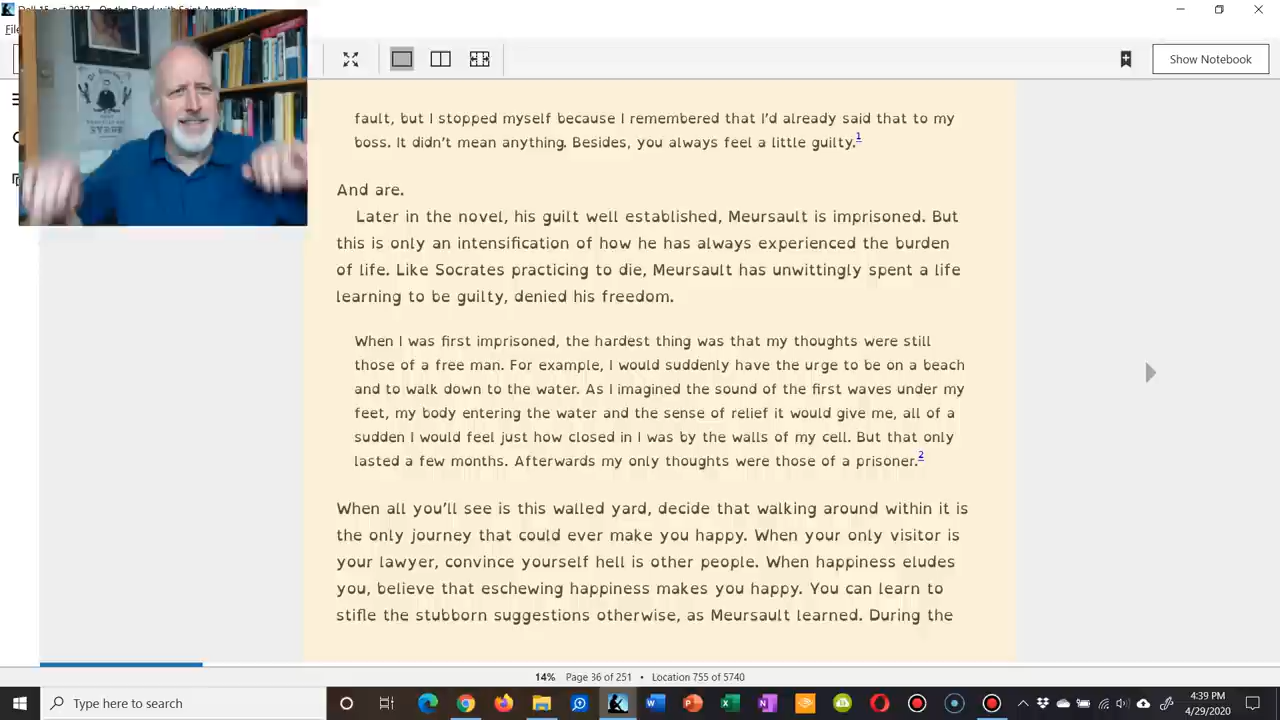 On the Road with Saint Augustine
Show Notebook
fault, but I stopped myself because I remembered that I'd already said that to my
boss. It didn't mean anything. Besides, you always feel a little guilty.1
And are.
Later in the novel, his guilt well established, Meursault is imprisoned. But
this is only an intensification of how he has always experienced the burden
of life. Like Socrates practicing to die, Meursault has unwittingly spent a life
learning to be guilty, denied his freedom.
When I was first imprisoned, the hardest thing was that my thoughts were still
those of a free man. For example, I would suddenly have the urge to be on a beach
and to walk down to the water. As I imagined the sound of the first waves under my
feet, my body entering the water and the sense of relief it would give me, all of a
sudden I would feel just how closed in I was by the walls of my cell. But that only
lasted a few months. Afterwards my only thoughts were those of a prisoner.2
When all you'll see is this walled yard, decide that walking around within it is
the only journey that could ever make you happy. When your only visitor is
your lawyer, convince yourself hell is other people. When happiness eludes
you, believe that eschewing happiness makes you happy. You can learn to
stifle the stubborn suggestions otherwise, as Meursault learned. During the
14% Page 36 of 251 • Location 755 of 5740
Type here to search
4:39 PM
4/29/2020